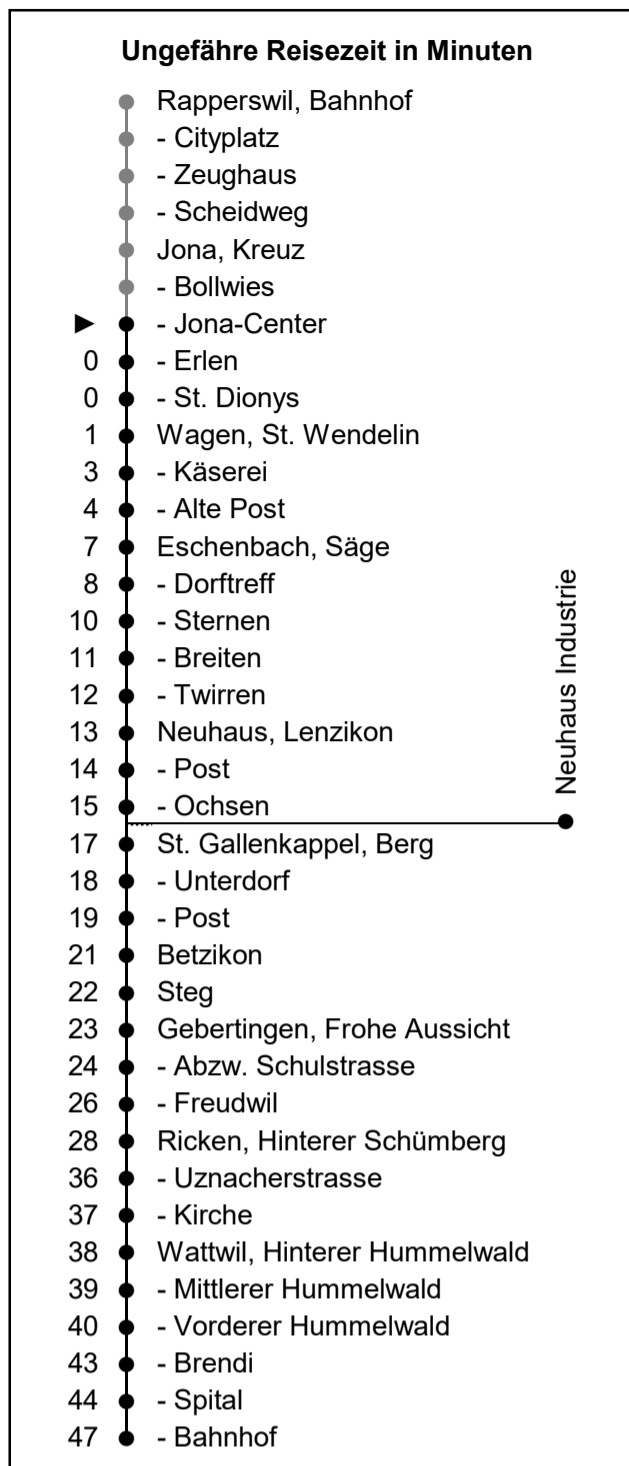 Ungefähre Reisezeit in Minuten
Rapperswil, Bahnhof
- Cityplatz
- Zeughaus
- Scheidweg
Jona, Kreuz
- Bollwies
► - Jona-Center
0 - Erlen
0 - St. Dionys
1 Wagen, St. Wendelin
3 - Käserei
4 - Alte Post
7 Eschenbach, Säge
8 - Dorftreff
10 - Sternen
11 - Breiten
12 - Twirren
13 Neuhaus, Lenzikon
14 - Post
15 - Ochsen
Neuhaus Industrie
17 St. Gallenkappel, Berg
18 - Unterdorf
19 - Post
21 Betzikon
22 Steg
23 Gebertingen, Frohe Aussicht
24 - Abzw. Schulstrasse
26 - Freudwil
28 Ricken, Hinterer Schümberg
36 - Uznacherstrasse
37 - Kirche
38 Wattwil, Hinterer Hummelwald
39 - Mittlerer Hummelwald
40 - Vorderer Hummelwald
43 - Brendi
44 - Spital
47 - Bahnhof